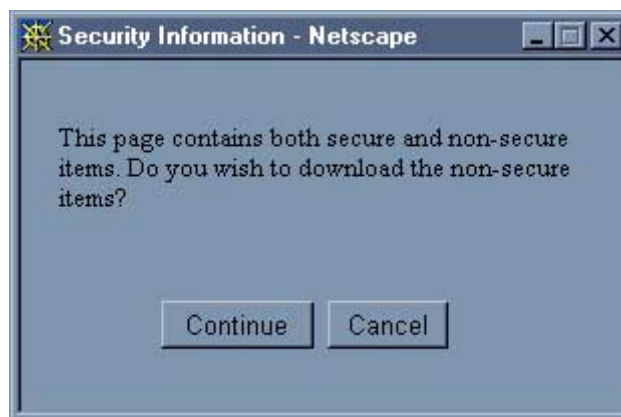 Security Information - Netscape
This page contains both secure and non-secure
items. Do you wish to download the non-secure
items?
Continue Cancel